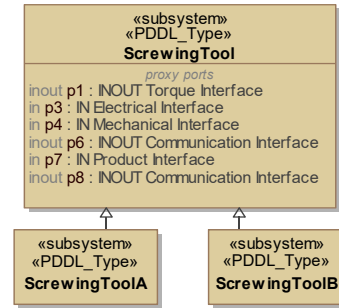 «subsystem»
«PDDL_Type»
ScrewingTool
proxy ports
inout p1 : INOUT Torque Interface
in p3 : IN Electrical Interface
in p4 : IN Mechanical Interface
inout p6 : INOUT Communication Interface
in p7 : IN Product Interface
inout p8 : INOUT Communication Interface
«subsystem»
«PDDL_Type»
ScrewingToolA
«subsystem»
«PDDL_Type»
ScrewingToolB